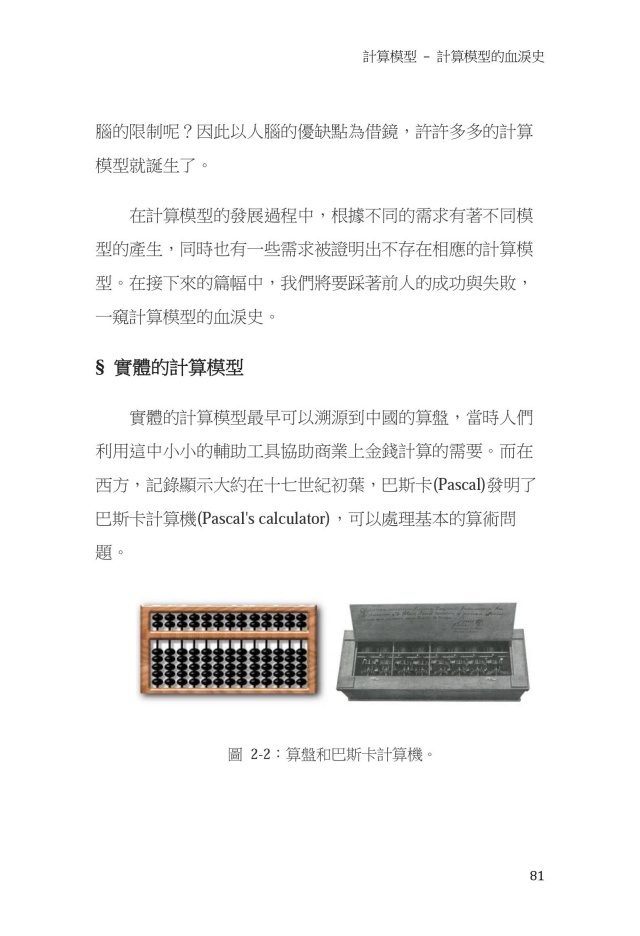 計算模型 – 計算模型的血淚史
腦的限制呢？因此以人腦的優缺點為借鏡，許許多多的計算
模型就誕生了。
在計算模型的發展過程中，根據不同的需求有著不同模
型的產生，同時也有一些需求被證明出不存在相應的計算模
型。在接下來的篇幅中，我們將要踩著前人的成功與失敗，
一窺計算模型的血淚史。
§ 實體的計算模型
實體的計算模型最早可以溯源到中國的算盤，當時人們
利用這中小小的輔助工具協助商業上金錢計算的需要。而在
西方，記錄顯示大約在十七世紀初葉，巴斯卡(Pascal)發明了
巴斯卡計算機(Pascal's calculator)，可以處理基本的算術問
題。
圖 2-2：算盤和巴斯卡計算機。
81